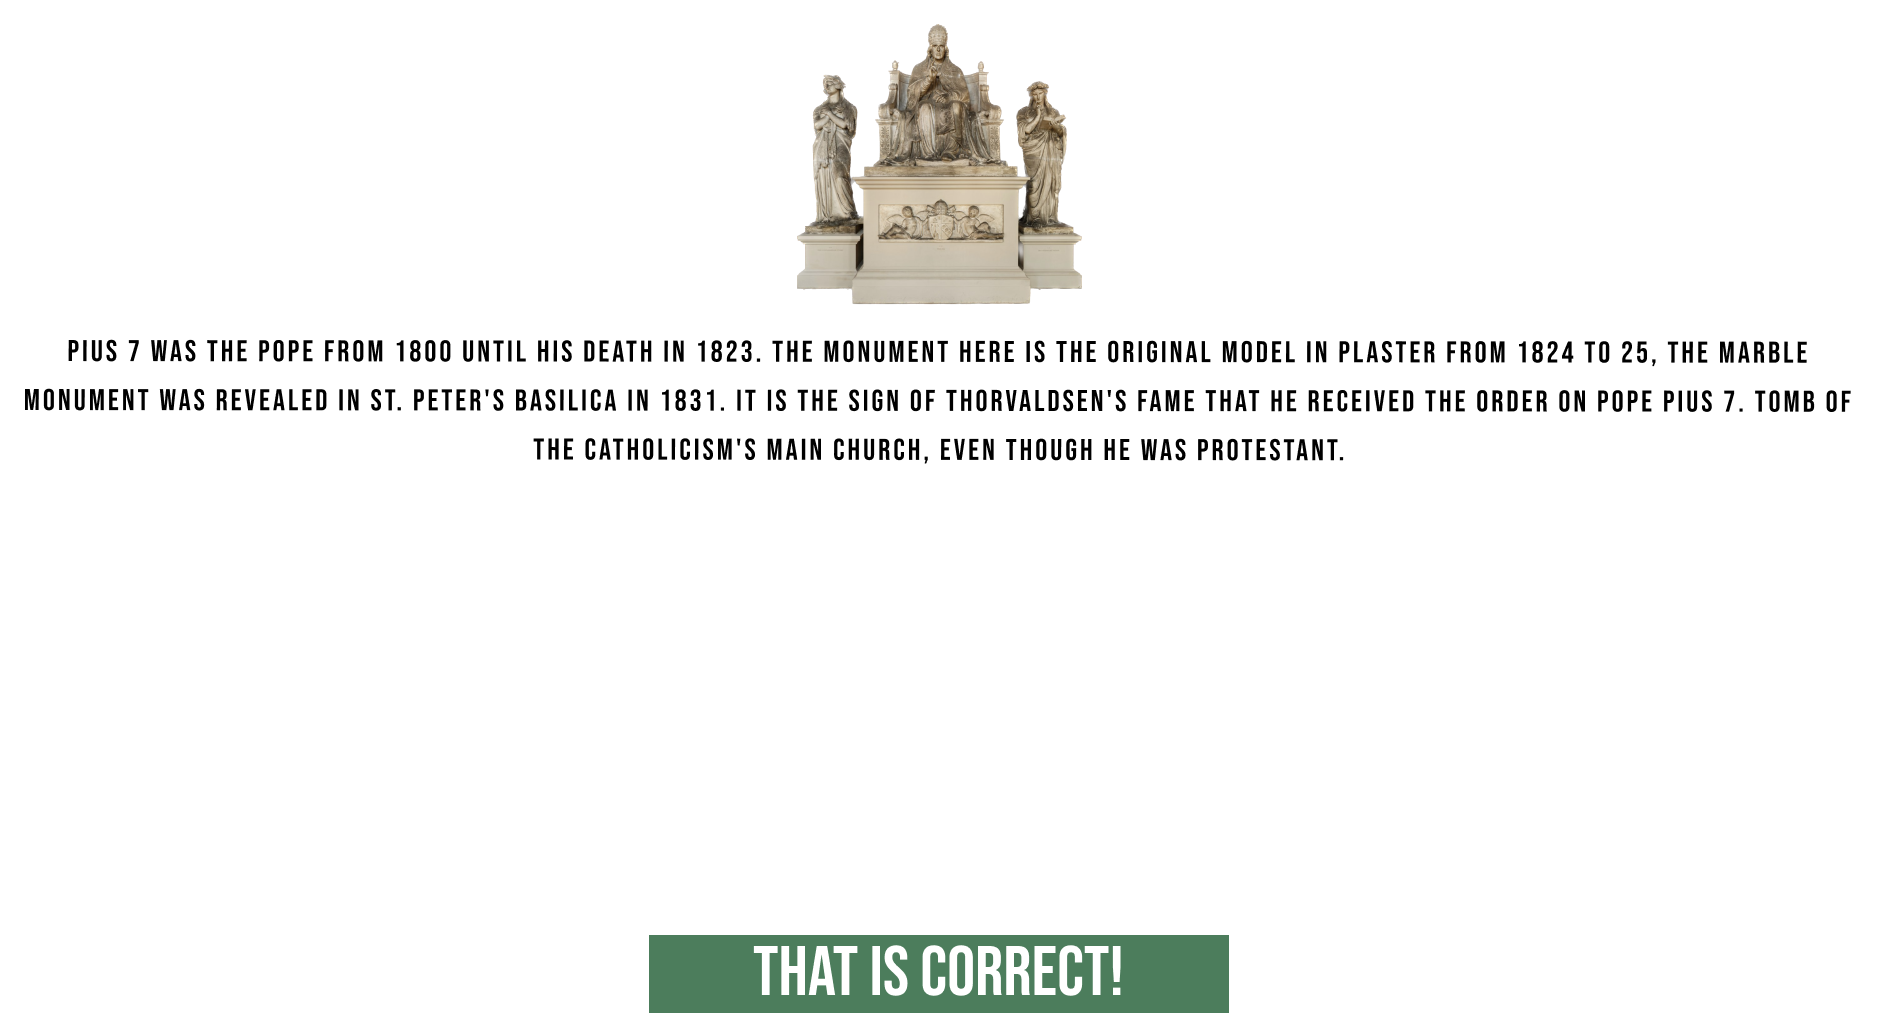 PIUS 7 WAS THE POPE FROM 1800 UNTIL HIS DEATH IN 1823. THE MONUMENT HERE IS THE ORIGINAL MODEL IN PLASTER FROM 1824 TO 25, THE MARBLE
MONUMENT WAS REVEALED IN ST. PETER'S BASILICA IN 1831. IT IS THE SIGN OF THORVALDSEN'S FAME THAT HE RECEIVED THE ORDER ON POPE PIUS 7. TOMB OF
THE CATHOLICISM'S MAIN CHURCH, EVEN THOUGH HE WAS PROTESTANT.
THAT IS CORRECT!